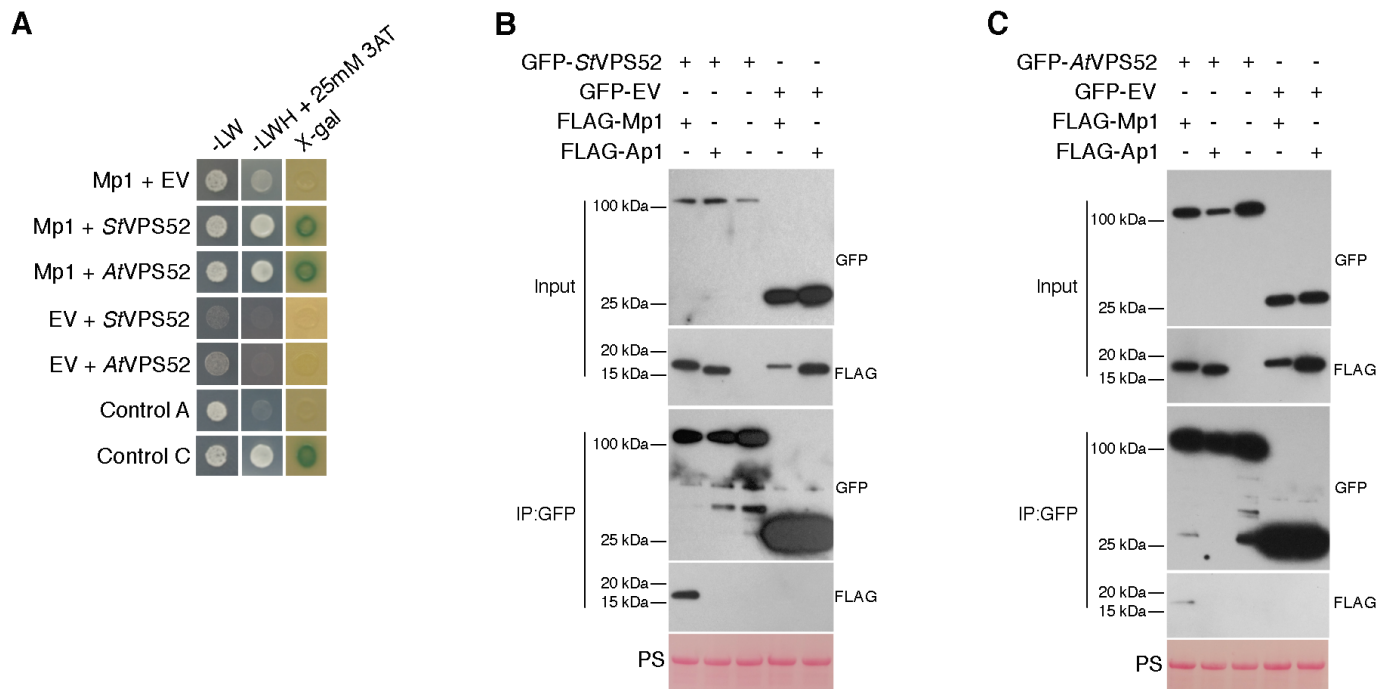 A
-LW
-LWH + 25mM 3AT
X-gal
Mp1 + EV
Mp1 + StVPS52
Mp1 + AtVPS52
EV + StVPS52
EV + AtVPS52
Control A
Control C
B
GFP-StVPS52 + + + - -
GFP-EV - - - + +
FLAG-Mp1 + - - + -
FLAG-Ap1 - + - - +
100 kDa
GFP
Input
25 kDa
20 kDa
15 kDa
FLAG
100 kDa
GFP
IP:GFP
25 kDa
20 kDa
15 kDa
FLAG
PS
C
GFP-AtVPS52 + + + - -
GFP-EV - - - + +
FLAG-Mp1 + - - + -
FLAG-Ap1 - + - - +
100 kDa
GFP
Input
25 kDa
20 kDa
15 kDa
FLAG
100 kDa
GFP
IP:GFP
25 kDa
20 kDa
15 kDa
FLAG
PS